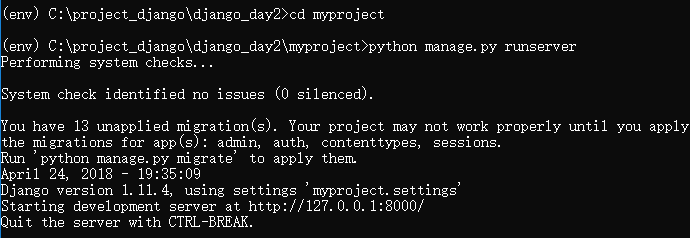 (env) C:\project_django\django_day2>cd myproject
(env) C:\project_django\django_day2\myproject>python manage.py runserver
Performing system checks...
System check identified no issues (0 silenced).
You have 13 unapplied migration(s). Your project may not work properly until you apply
the migrations for app(s): admin, auth, contenttypes, sessions.
Run 'python manage.py migrate' to apply them.
April 24, 2018 - 19:35:09
Django version 1.11.4, using settings 'myproject.settings'
Starting development server at http://127.0.0.1:8000/
Quit the server with CTRL-BREAK.